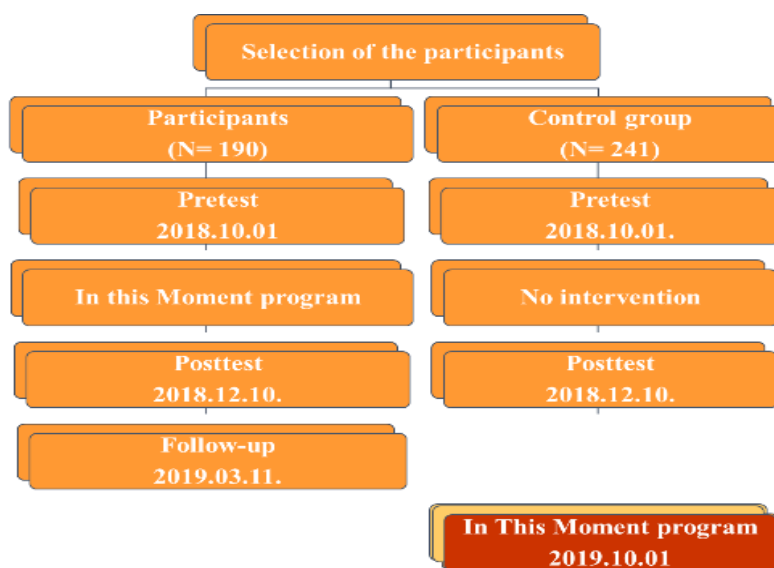 Selection of the participants
Participants
(N= 190)
Control group
(N= 241)
Pretest
2018.10.01
Pretest
2018.10.01.
In this Moment program
No intervention
Posttest
2018.12.10.
Posttest
2018.12.10.
Follow-up
2019.03.11.
In This Moment program
2019.10.01